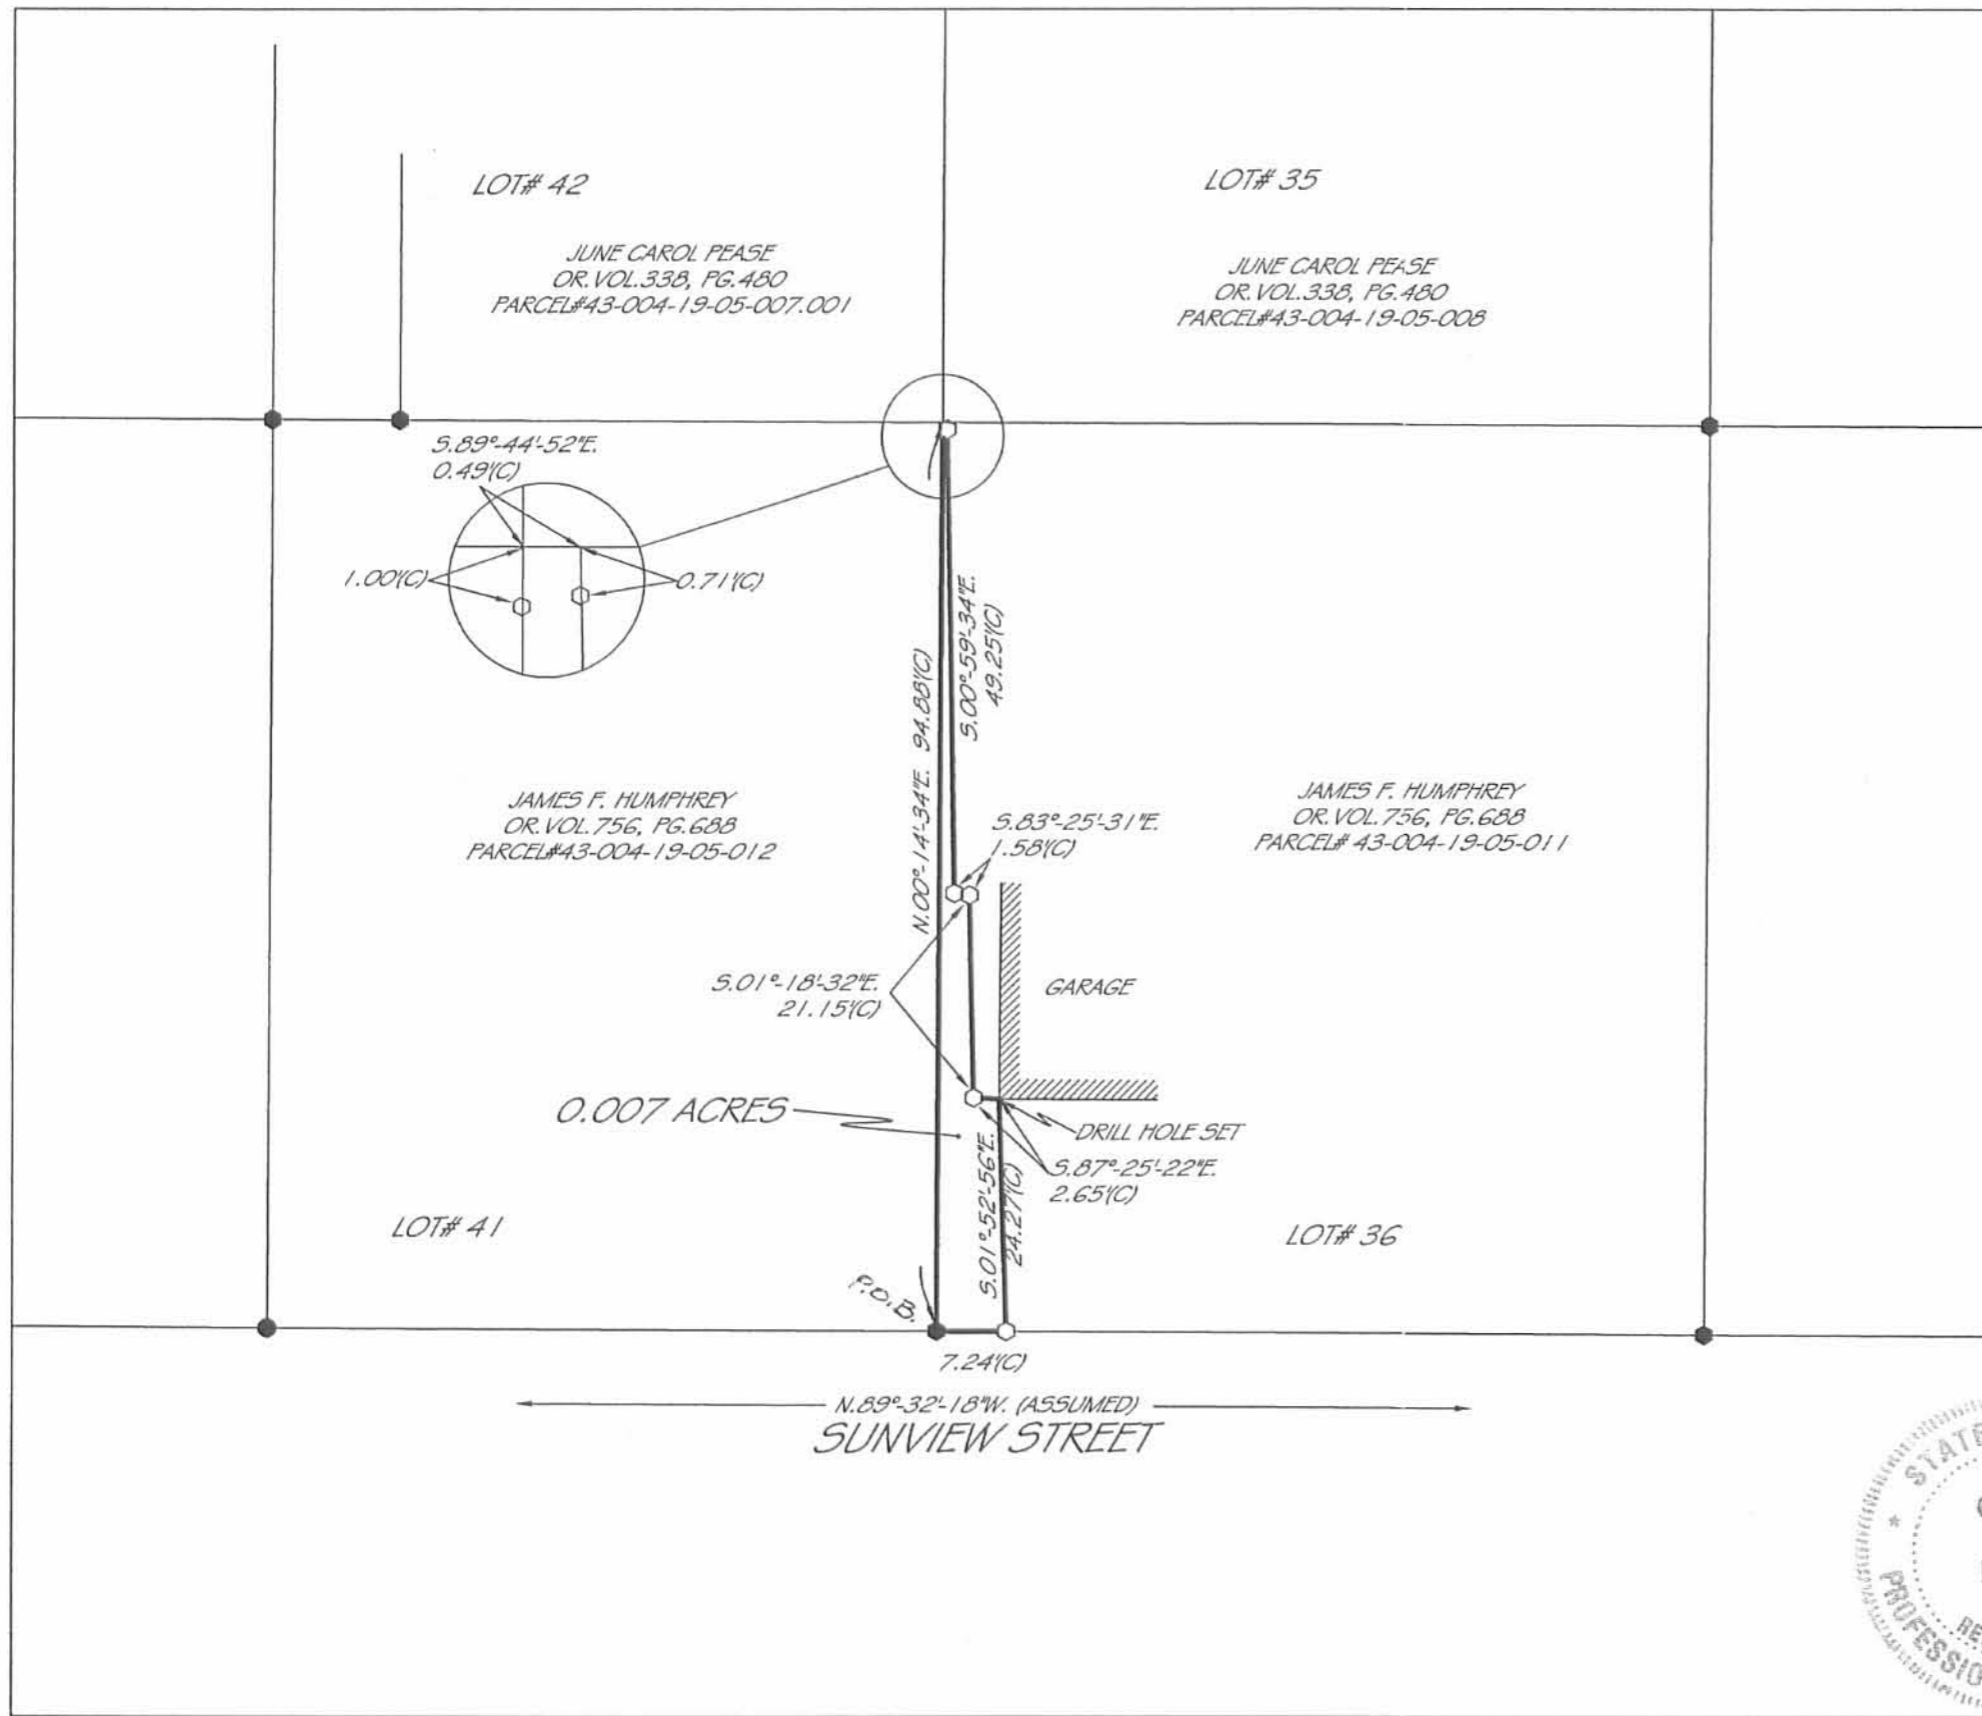 LOT# 42
LOT# 35
JUNE CAROL PEASE
OR. VOL.338, PG.480
PARCEL#43-004-19-05-007.001
JUNE CAROL PEASE
OR. VOL.338, PG.480
PARCEL#43-004-19-05-008
S.89°-44'-52"E.
0.49'(C)
1.00'(C)
0.71'(C)
N.00°-14'-34"E. 94.88'(C)
S.00°-59'-34"E.
49.25'(C)
JAMES F. HUMPHREY
OR. VOL.756, PG.688
PARCEL#43-004-19-05-012
JAMES F. HUMPHREY
OR. VOL.756, PG.688
PARCEL# 43-004-19-05-011
S.83°-25'-31"E.
1.58'(C)
S.01°-18'-32"E.
21.15'(C)
GARAGE
0.007 ACRES
DRILL HOLE SET
S.87°-25'-22"E.
2.65'(C)
S.01°-52'-56"E.
24.27'(C)
LOT# 41
LOT# 36
P.O.B.
7.24'(C)
N.89°-32'-18"W. (ASSUMED)
SUNVIEW STREET
* STATE
PROFESSIO